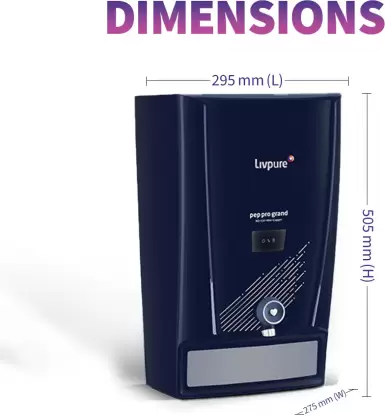 DIMENSIONS
295 mm (L)
Livpure
pep pro grand
505 mm (H)
275 mm (W)